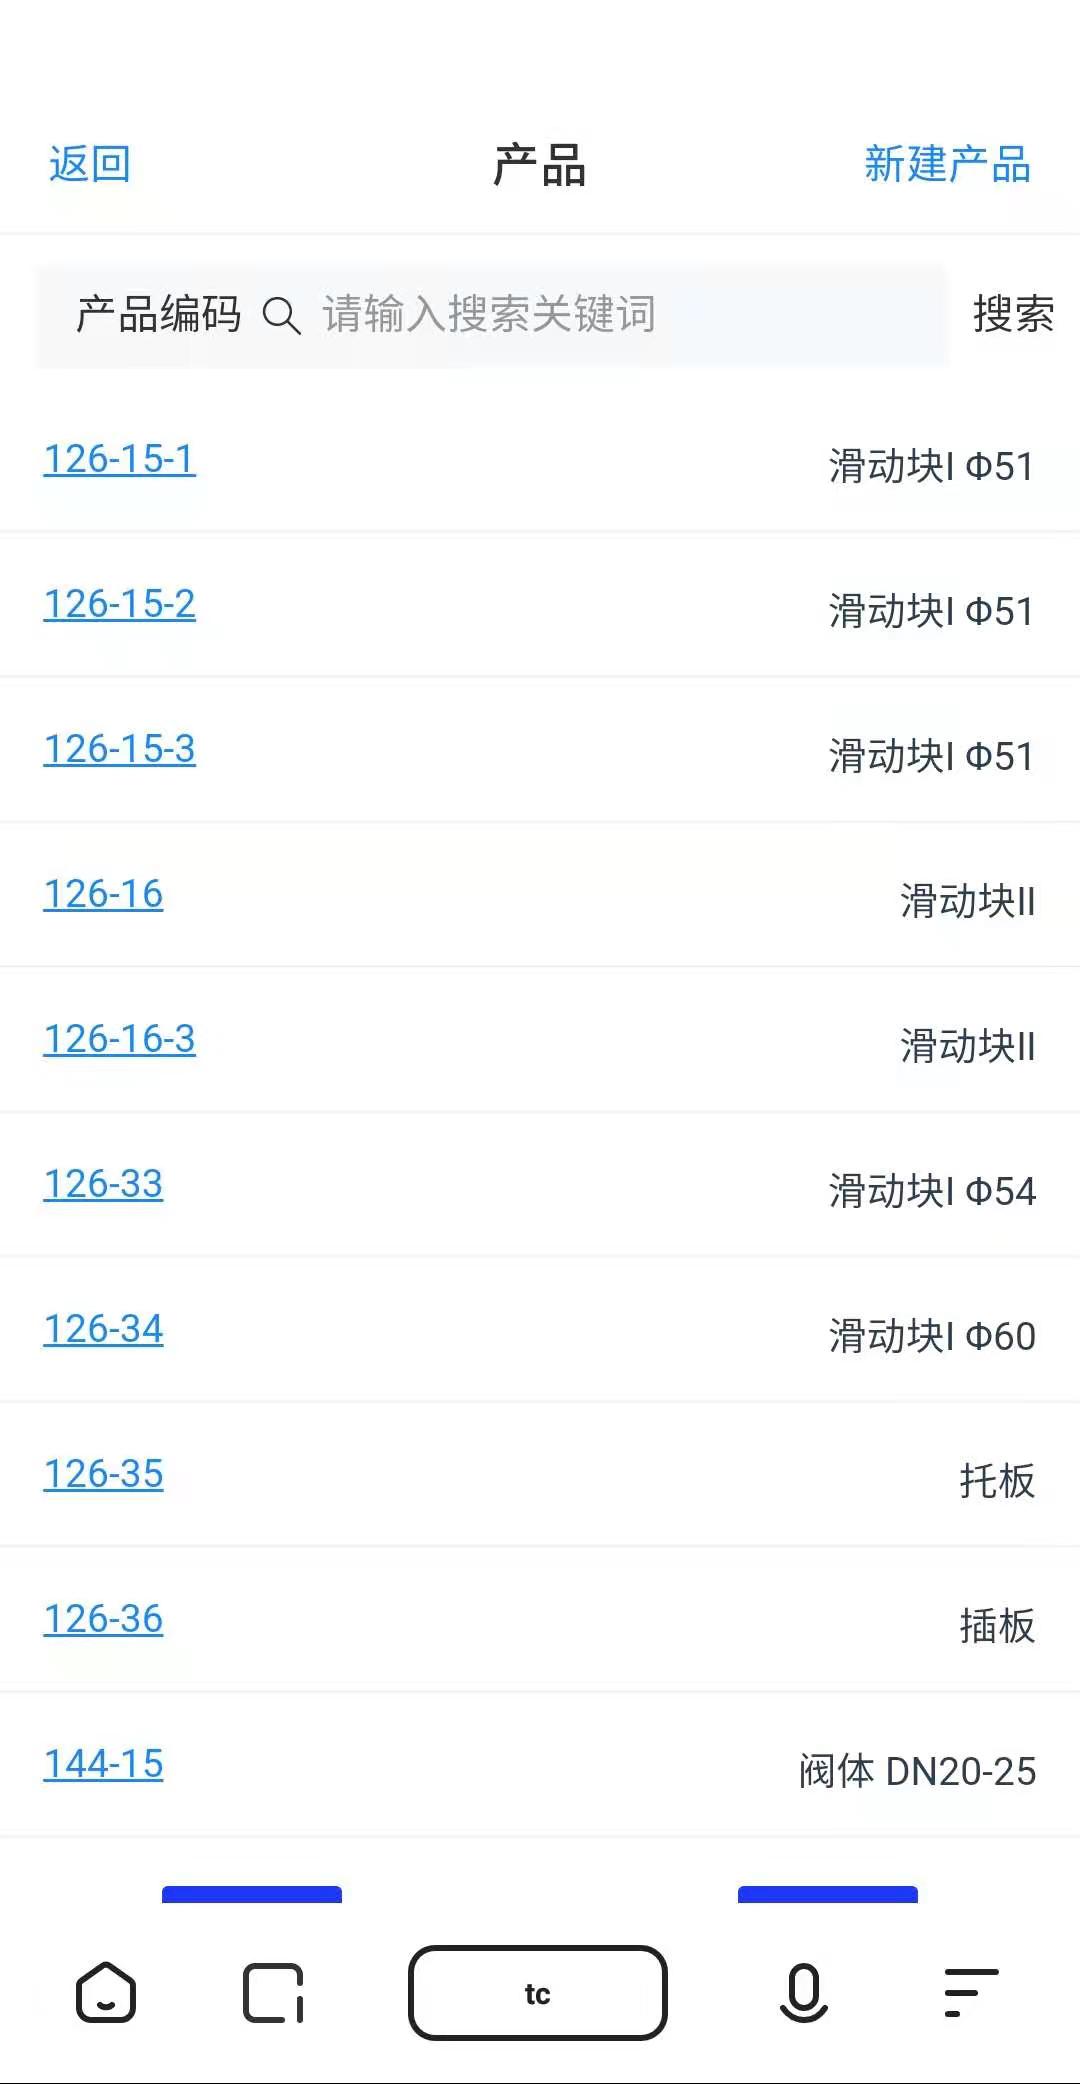 返回 产品 新建产品
产品编码 请输入搜索关键词 搜索
126-15-1 滑动块I Φ51
126-15-2 滑动块I Φ51
126-15-3 滑动块I Φ51
126-16 滑动块II
126-16-3 滑动块II
126-33 滑动块I Φ54
126-34 滑动块I Φ60
126-35 托板
126-36 插板
144-15 阀体 DN20-25
tc